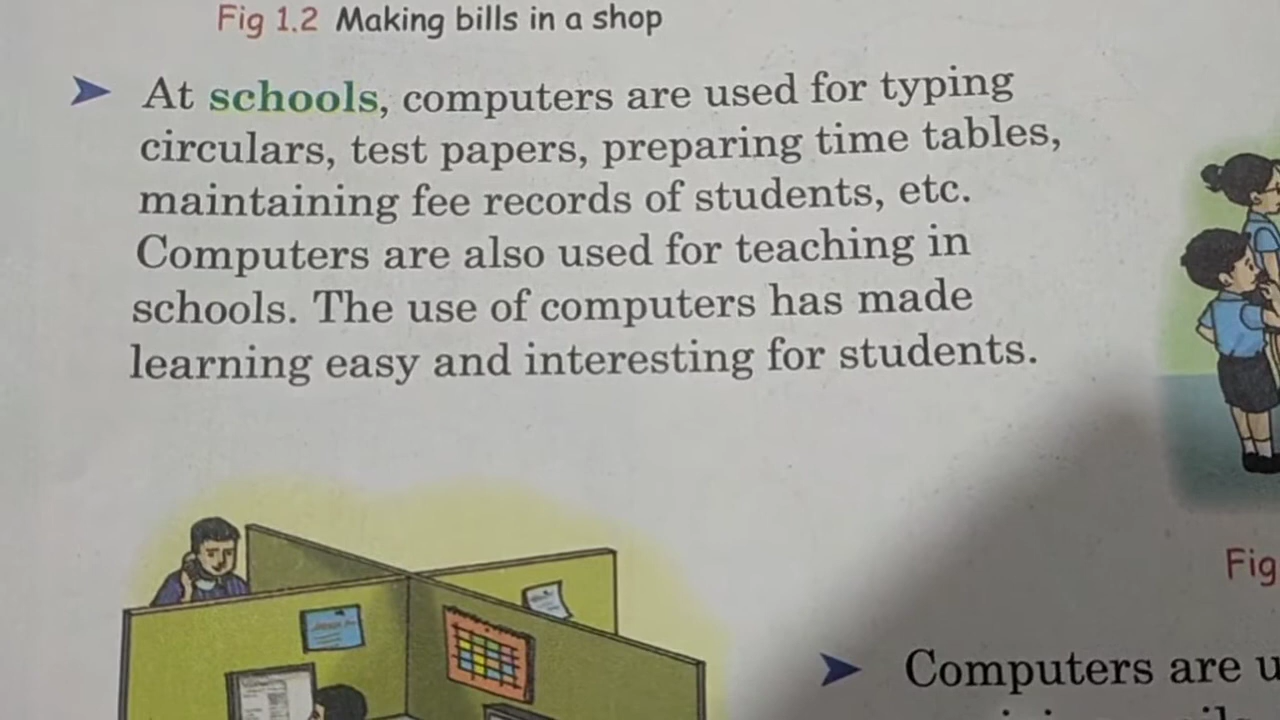 Fig 1.2 Making bills in a shop
➤ At schools, computers are used for typing
circulars, test papers, preparing time tables,
maintaining fee records of students, etc.
Computers are also used for teaching in
schools. The use of computers has made
learning easy and interesting for students.
Fig
➤ Computers are u